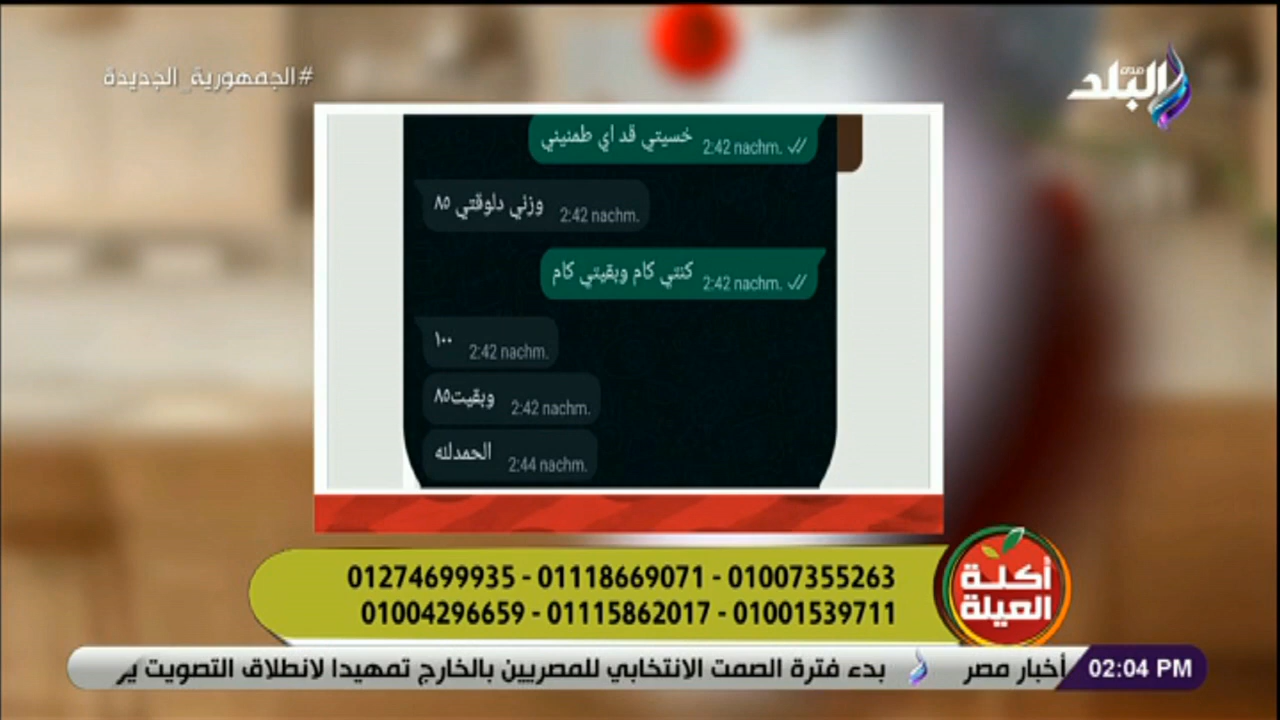 #الجمهورية_الجديدة
صدى البلد
خسيتي قد اي طمنيني 2:42 nachm.
وزني دلوقتي ٨٥ 2:42 nachm.
كنتي كام وبقيتي كام 2:42 nachm.
١٠٠ 2:42 nachm.
وبقيت٨٥ 2:42 nachm.
الحمدلله 2:44 nachm.
01274699935 - 01118669071 - 01007355263
01004296659 - 01115862017 - 01001539711
أكلة
العيلة
02:04 PM أخبار مصر بدء فترة الصمت الانتخابي للمصريين بالخارج تمهيدا لانطلاق التصويت